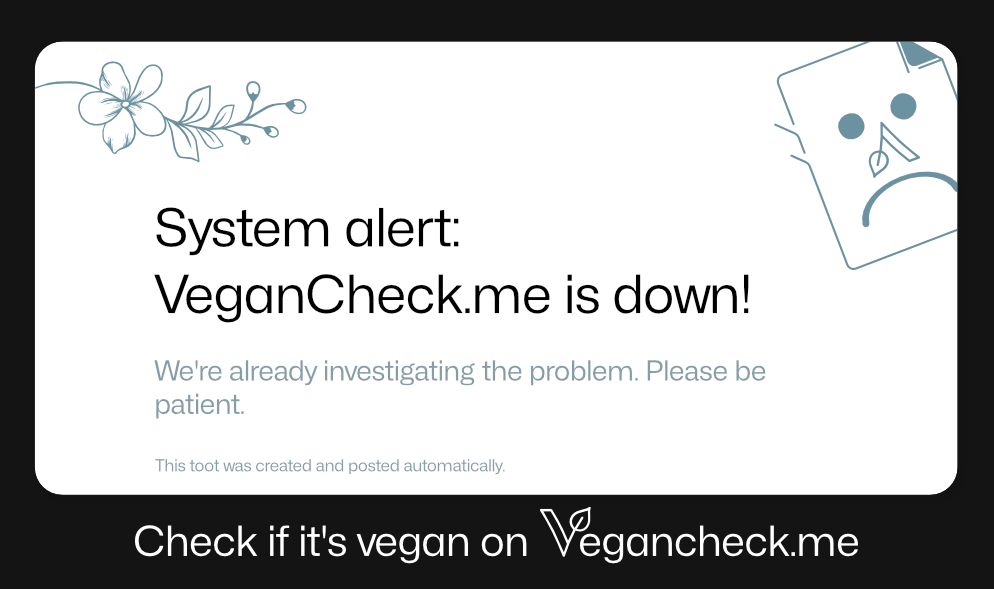 System alert:
VeganCheck.me is down!
We're already investigating the problem. Please be
patient.
This toot was created and posted automatically.
Check if it's vegan on Vegancheck.me